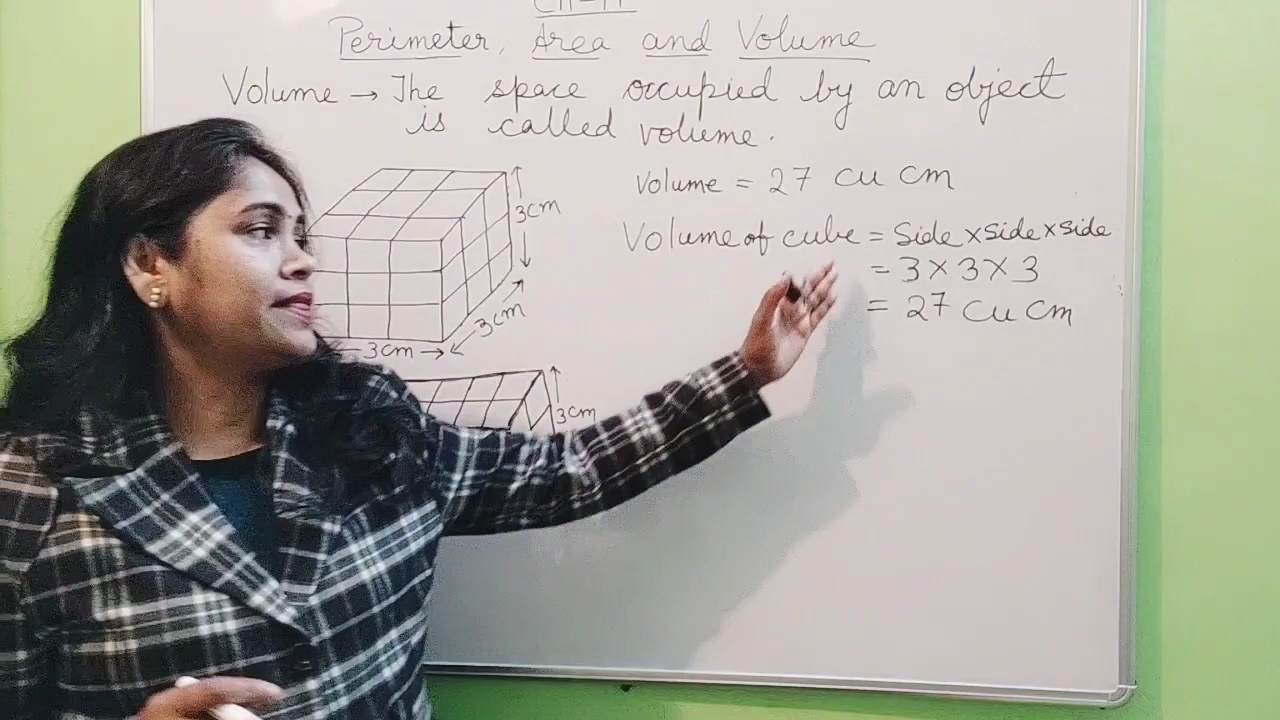 Perimeter, Area and Volume
Volume → The space occupied by an object
is called volume.
Volume = 27 cu cm
3cm
Volume of cube = Side × Side × Side
= 3 × 3 × 3
3cm
= 27 cu cm
3cm
3cm